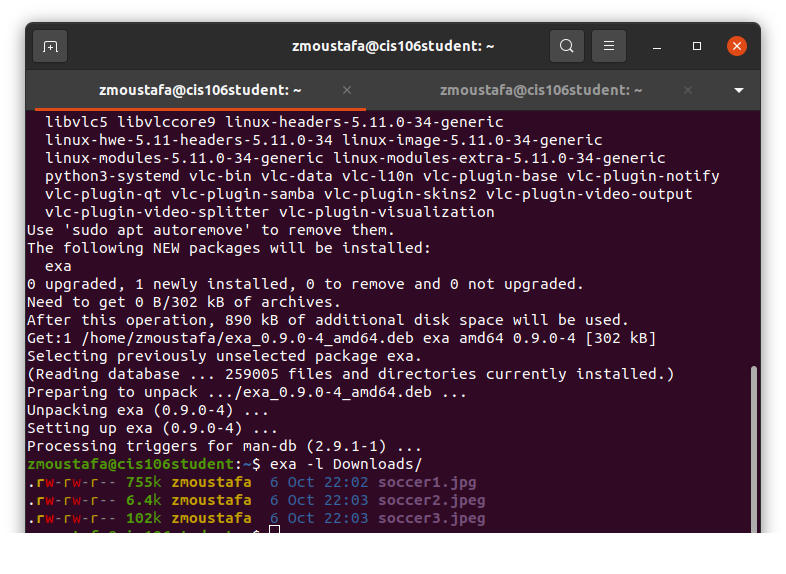 zmoustafa@cis106student: ~
zmoustafa@cis106student: ~
zmoustafa@cis106student: ~
libvlc5 libvlccore9 linux-headers-5.11.0-34-generic
linux-hwe-5.11-headers-5.11.0-34 linux-image-5.11.0-34-generic
linux-modules-5.11.0-34-generic linux-modules-extra-5.11.0-34-generic
python3-systemd vlc-bin vlc-data vlc-l10n vlc-plugin-base vlc-plugin-notify
vlc-plugin-qt vlc-plugin-samba vlc-plugin-skins2 vlc-plugin-video-output
vlc-plugin-video-splitter vlc-plugin-visualization
Use 'sudo apt autoremove' to remove them.
The following NEW packages will be installed:
exa
0 upgraded, 1 newly installed, 0 to remove and 0 not upgraded.
Need to get 0 B/302 kB of archives.
After this operation, 890 kB of additional disk space will be used.
Get:1 /home/zmoustafa/exa_0.9.0-4_amd64.deb exa amd64 0.9.0-4 [302 kB]
Selecting previously unselected package exa.
(Reading database ... 259005 files and directories currently installed.)
Preparing to unpack .../exa_0.9.0-4_amd64.deb ...
Unpacking exa (0.9.0-4) ...
Setting up exa (0.9.0-4) ...
Processing triggers for man-db (2.9.1-1) ...
zmoustafa@cis106student:~$ exa -l Downloads/
.rw-rw-r-- 755k zmoustafa  6 Oct 22:02 soccer1.jpg
.rw-rw-r-- 6.4k zmoustafa  6 Oct 22:03 soccer2.jpeg
.rw-rw-r-- 102k zmoustafa  6 Oct 22:03 soccer3.jpeg